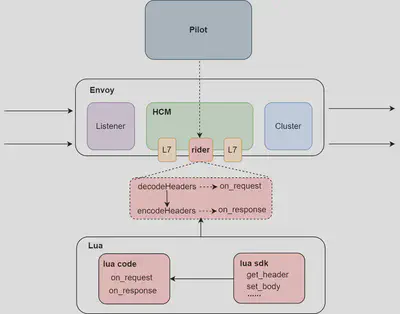 Pilot
Envoy
HCM
Listener
Cluster
L7
rider
L7
decodeHeaders
on_request
encodeHeaders
on_response
Lua
lua code
on_request
on_response
lua sdk
get_header
set_body
......